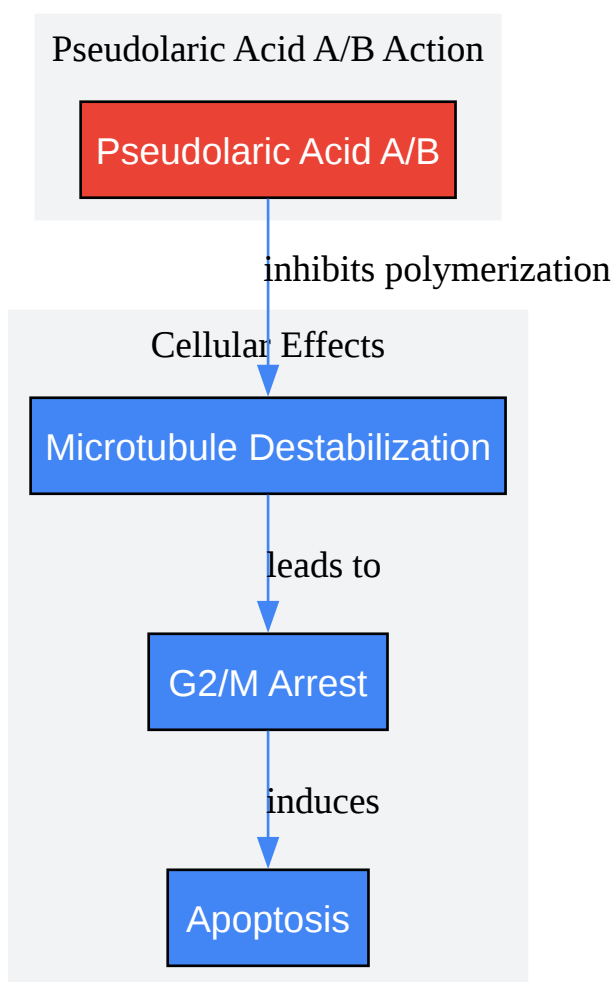 Pseudolaric Acid A/B Action
Pseudolaric Acid A/B
inhibits polymerization
Cellular Effects
Microtubule Destabilization
leads to
G2/M Arrest
induces
Apoptosis